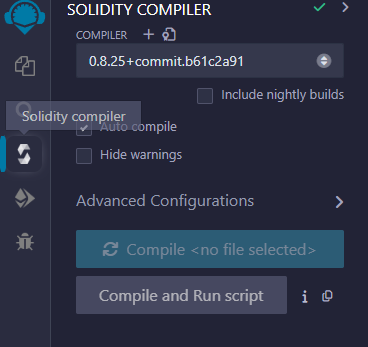 SOLIDITY COMPILER
COMPILER
0.8.25+commit.b61c2a91
Include nightly builds
Solidity compiler
Auto compile
Hide warnings
Advanced Configurations
Compile <no file selected>
Compile and Run script